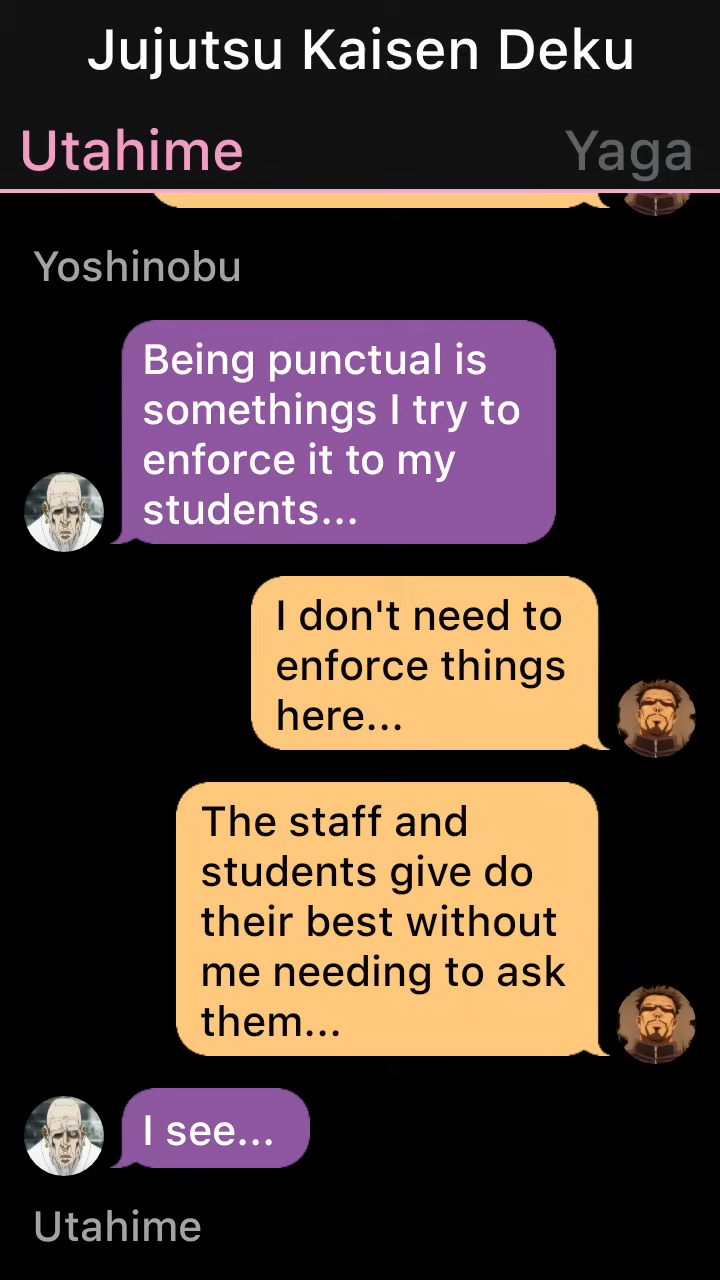 Jujutsu Kaisen Deku
Utahime
Yaga
Yoshinobu
Being punctual is
somethings I try to
enforce it to my
students...
I don't need to
enforce things
here...
The staff and
students give do
their best without
me needing to ask
them...
I see...
Utahime